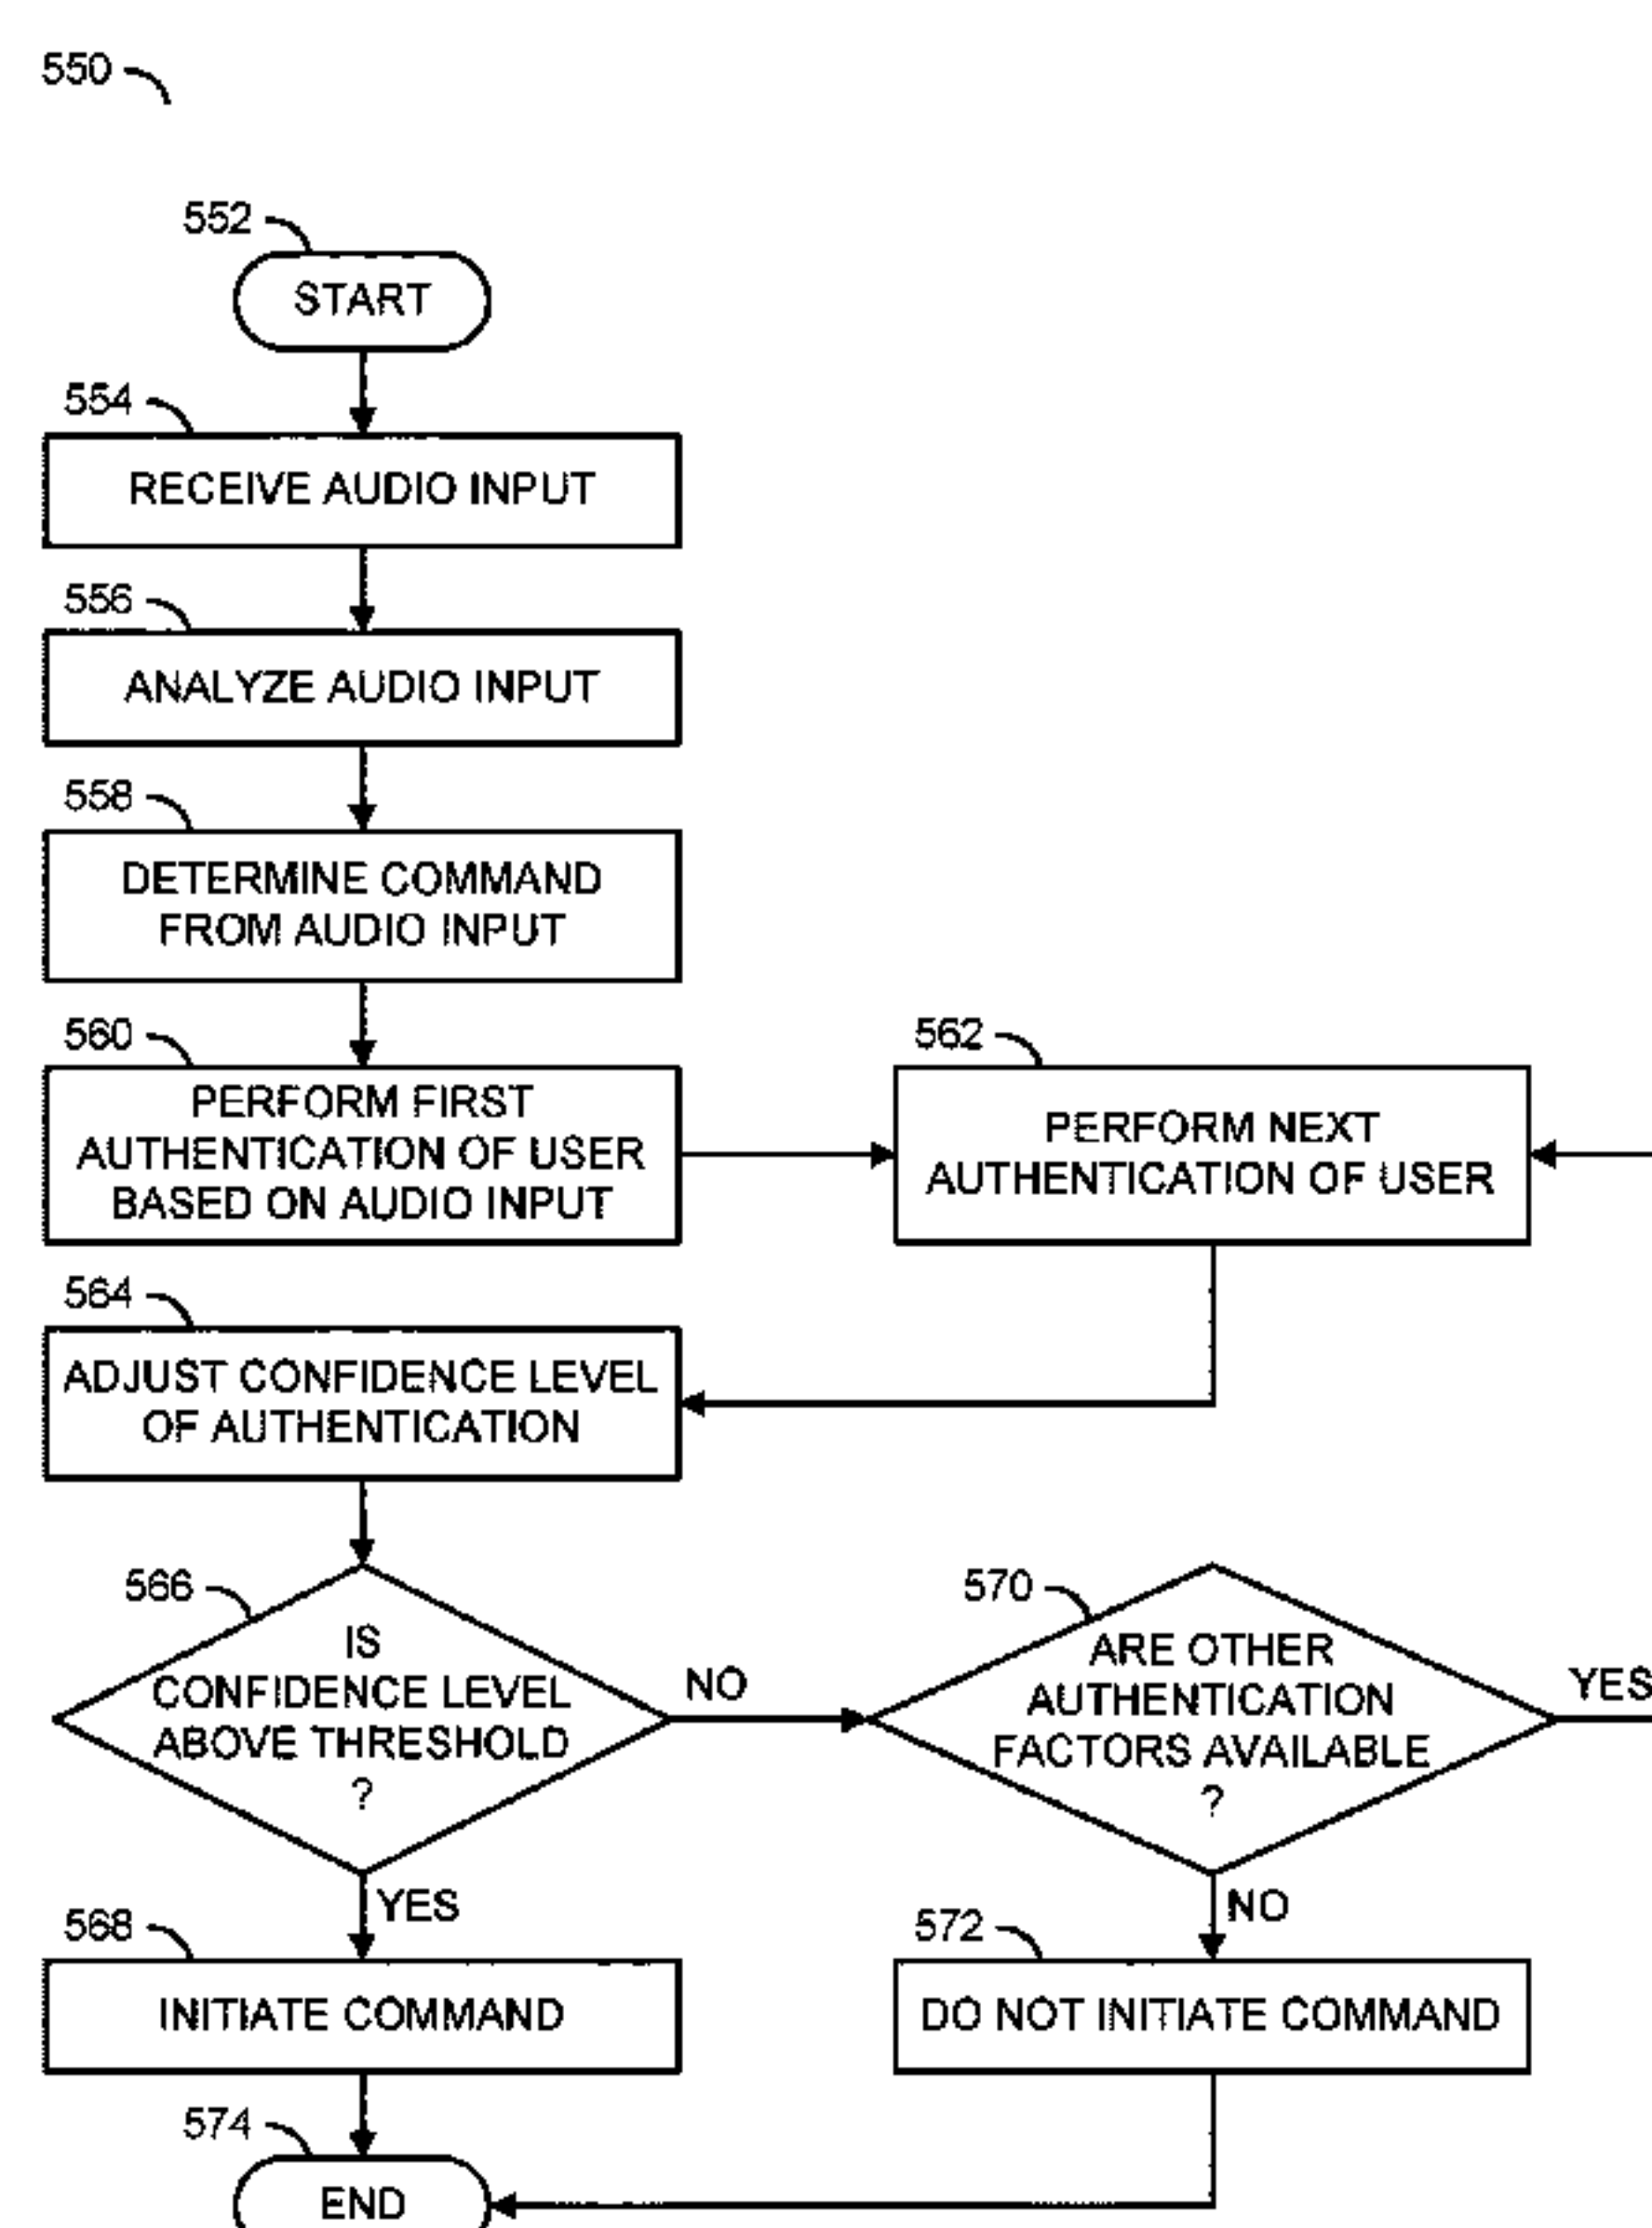 550
552
START
554
RECEIVE AUDIO INPUT
556
ANALYZE AUDIO INPUT
558
DETERMINE COMMAND
FROM AUDIO INPUT
560
PERFORM FIRST
AUTHENTICATION OF USER
BASED ON AUDIO INPUT
562
PERFORM NEXT
AUTHENTICATION OF USER
564
ADJUST CONFIDENCE LEVEL
OF AUTHENTICATION
566
IS
CONFIDENCE LEVEL
ABOVE THRESHOLD
?
NO
570
ARE OTHER
AUTHENTICATION
FACTORS AVAILABLE
?
YES
YES
NO
568
INITIATE COMMAND
572
DO NOT INITIATE COMMAND
574
END